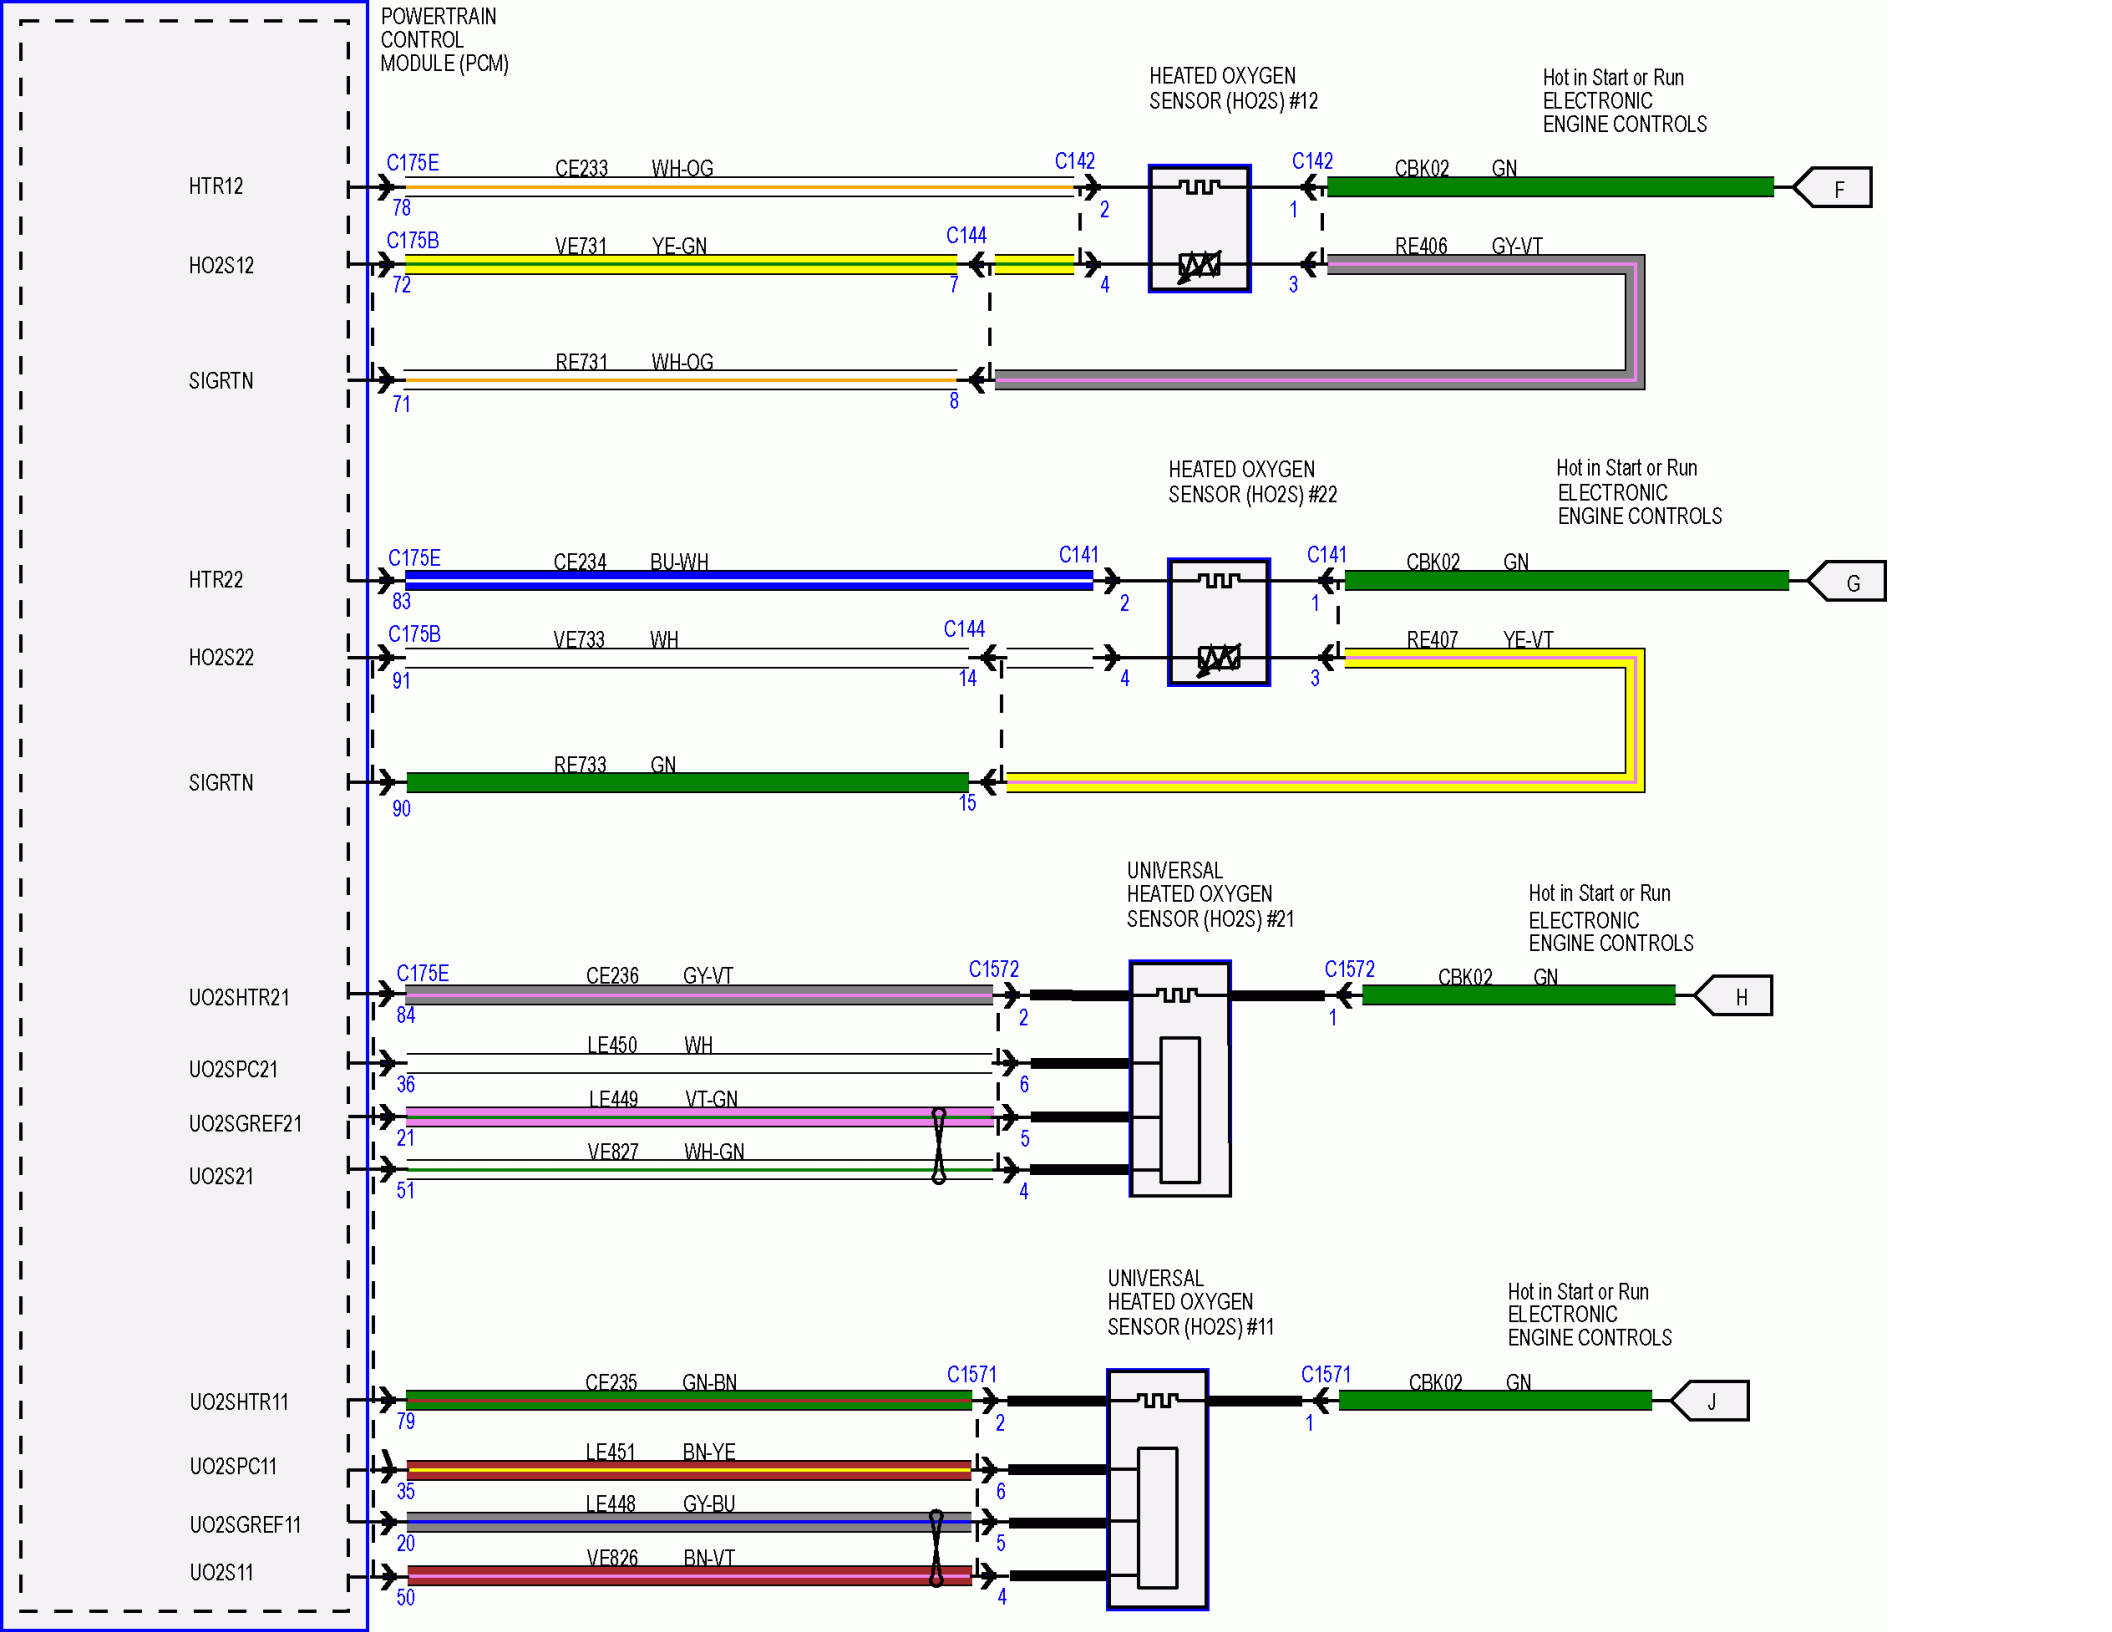 POWERTRAIN
CONTROL
MODULE (PCM)
HEATED OXYGEN
SENSOR (HO2S) #12
Hot in Start or Run
ELECTRONIC
ENGINE CONTROLS
HTR12 C175E 78 CE233 WH-OG C142 2 C142 1 CBK02 GN F
HO2S12 C175B 72 VE731 YE-GN C144 7 4 3 RE406 GY-VT
SIGRTN 71 RE731 WH-OG 8
HEATED OXYGEN
SENSOR (HO2S) #22
Hot in Start or Run
ELECTRONIC
ENGINE CONTROLS
HTR22 C175E 83 CE234 BU-WH C141 2 C141 1 CBK02 GN G
HO2S22 C175B 91 VE733 WH C144 14 4 3 RE407 YE-VT
SIGRTN 90 RE733 GN 15
UNIVERSAL
HEATED OXYGEN
SENSOR (HO2S) #21
Hot in Start or Run
ELECTRONIC
ENGINE CONTROLS
UO2SHTR21 C175E 84 CE236 GY-VT C1572 2 C1572 1 CBK02 GN H
UO2SPC21 36 LE450 WH 6
UO2SGREF21 21 LE449 VT-GN 5
UO2S21 51 VE827 WH-GN 4
UNIVERSAL
HEATED OXYGEN
SENSOR (HO2S) #11
Hot in Start or Run
ELECTRONIC
ENGINE CONTROLS
UO2SHTR11 79 CE235 GN-BN C1571 2 C1571 1 CBK02 GN J
UO2SPC11 35 LE451 BN-YE 6
UO2SGREF11 20 LE448 GY-BU 5
UO2S11 50 VE826 BN-VT 4